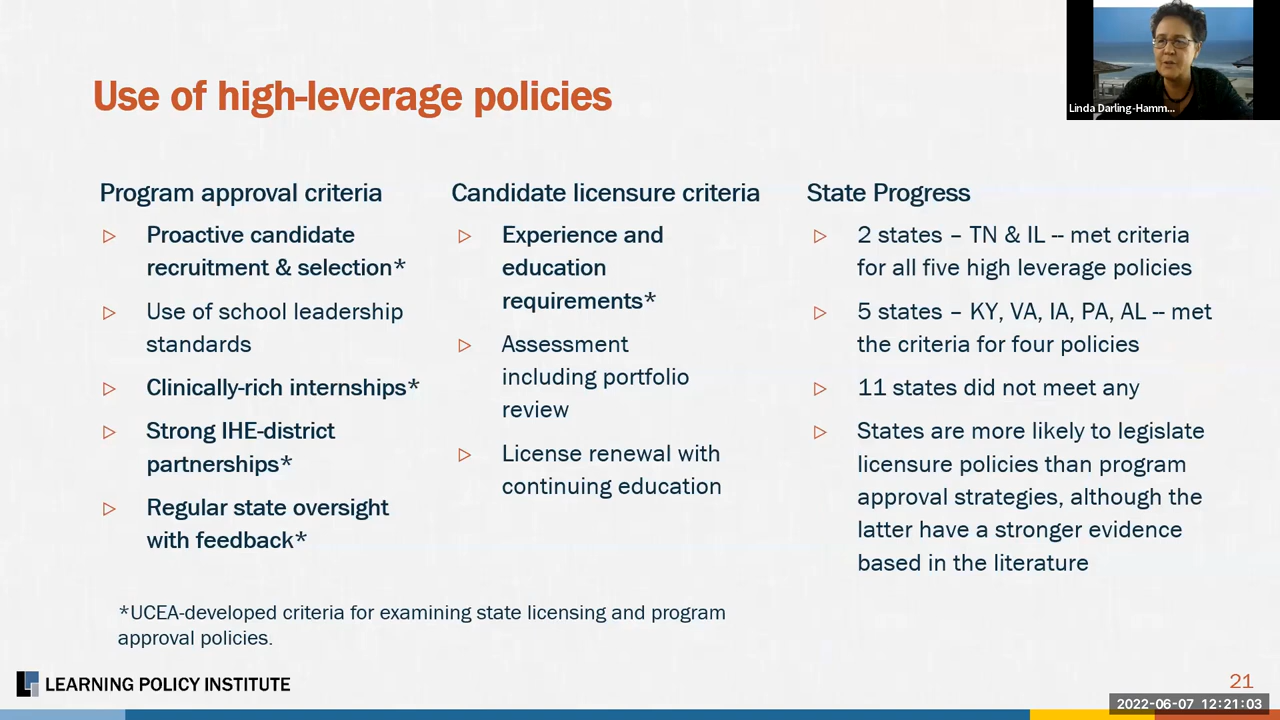 Use of high-leverage policies
Linda Darling-Hamm...
Program approval criteria
▷ Proactive candidate
recruitment & selection*
▷ Use of school leadership
standards
▷ Clinically-rich internships*
▷ Strong IHE-district
partnerships*
▷ Regular state oversight
with feedback*
Candidate licensure criteria
▷ Experience and
education
requirements*
▷ Assessment
including portfolio
review
▷ License renewal with
continuing education
State Progress
▷ 2 states – TN & IL -- met criteria
for all five high leverage policies
▷ 5 states – KY, VA, IA, PA, AL -- met
the criteria for four policies
▷ 11 states did not meet any
▷ States are more likely to legislate
licensure policies than program
approval strategies, although the
latter have a stronger evidence
based in the literature
*UCEA-developed criteria for examining state licensing and program
approval policies.
LEARNING POLICY INSTITUTE
21
2022-06-07 12:21:03